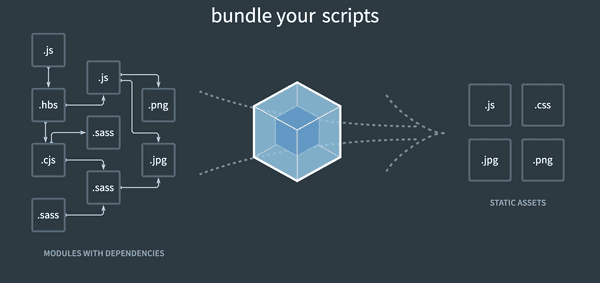 bundle your scripts
.js
.js
.hbs
.png
.sass
.cjs
.jpg
.sass
.sass
MODULES WITH DEPENDENCIES
.js
.css
.jpg
.png
STATIC ASSETS